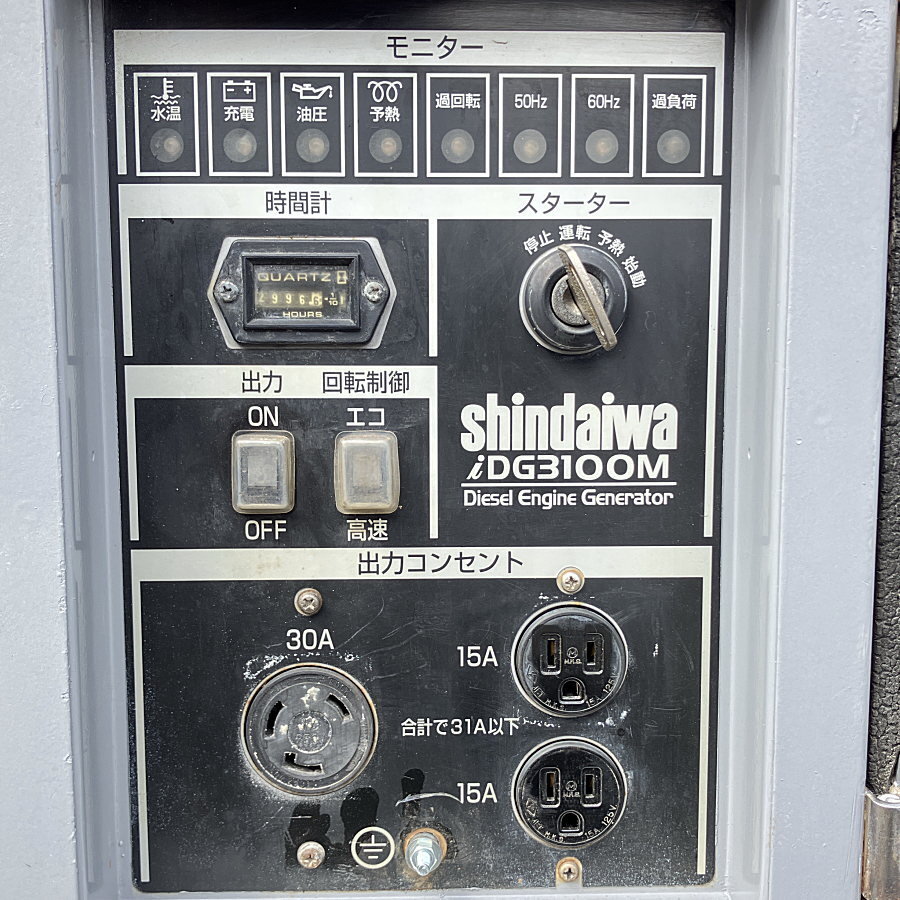 モニター
水温 充電 油圧 予熱 過回転 50Hz 60Hz 過負荷
時間計
スターター
停止 運転 予熱 始動
QUARTZ
HOURS
出力 回転制御
ON エコ
OFF 高速
shindaiwa
iDG3100M
Diesel Engine Generator
出力コンセント
30A
15A
合計で31A以下
15A